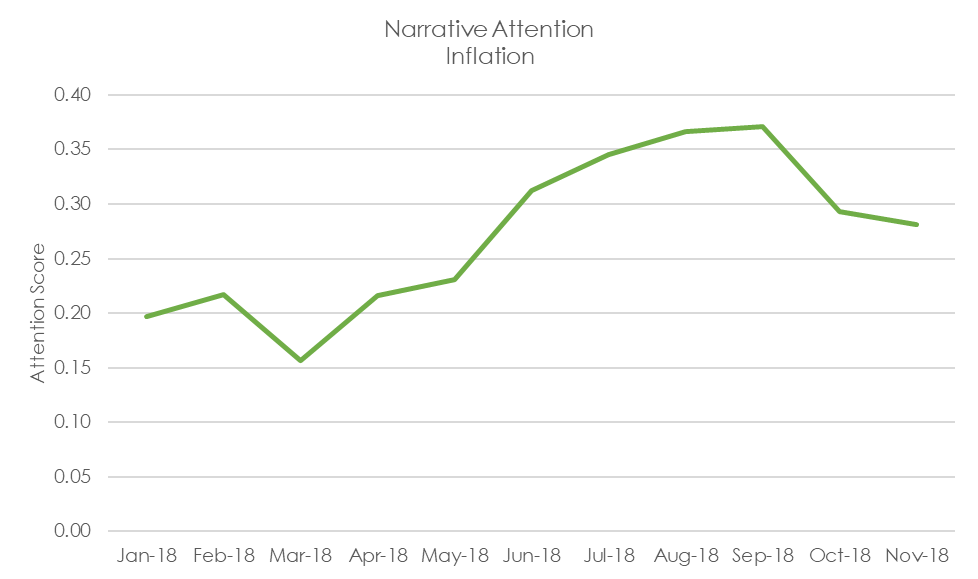 Narrative Attention
Inflation
0.40
0.35
0.30
0.25
0.20
0.15
0.10
0.05
0.00
Attention Score
Jan-18 Feb-18 Mar-18 Apr-18 May-18 Jun-18 Jul-18 Aug-18 Sep-18 Oct-18 Nov-18